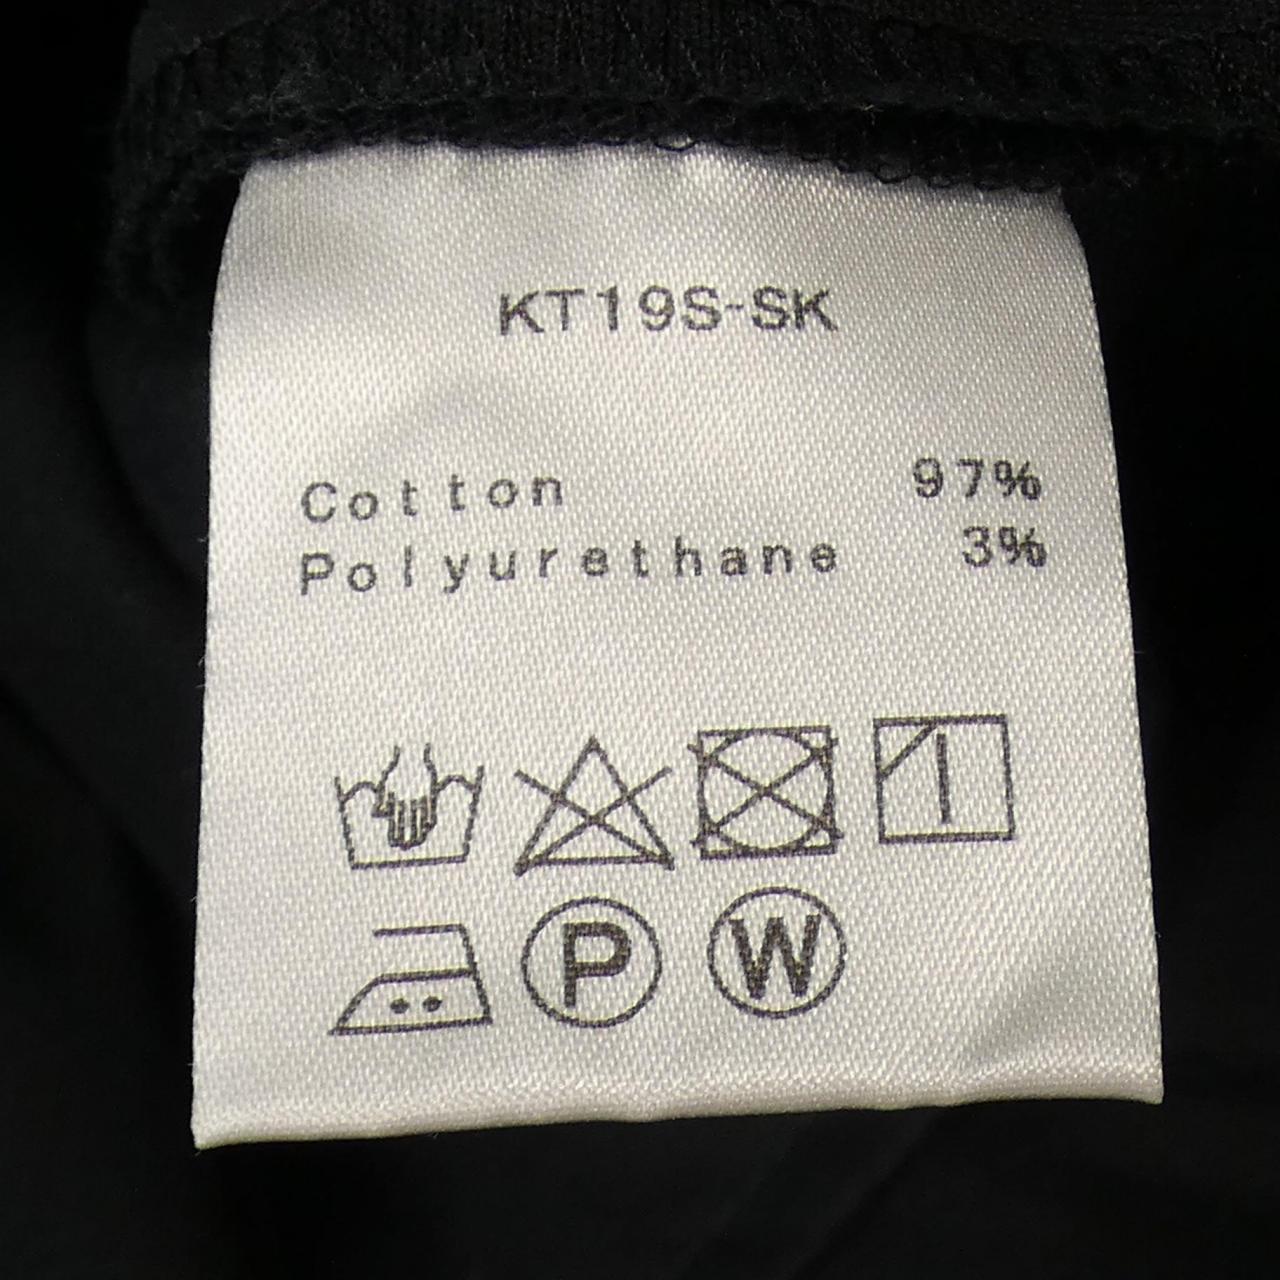 KT19S-SK
Cotton 97%
Polyurethane 3%
P W